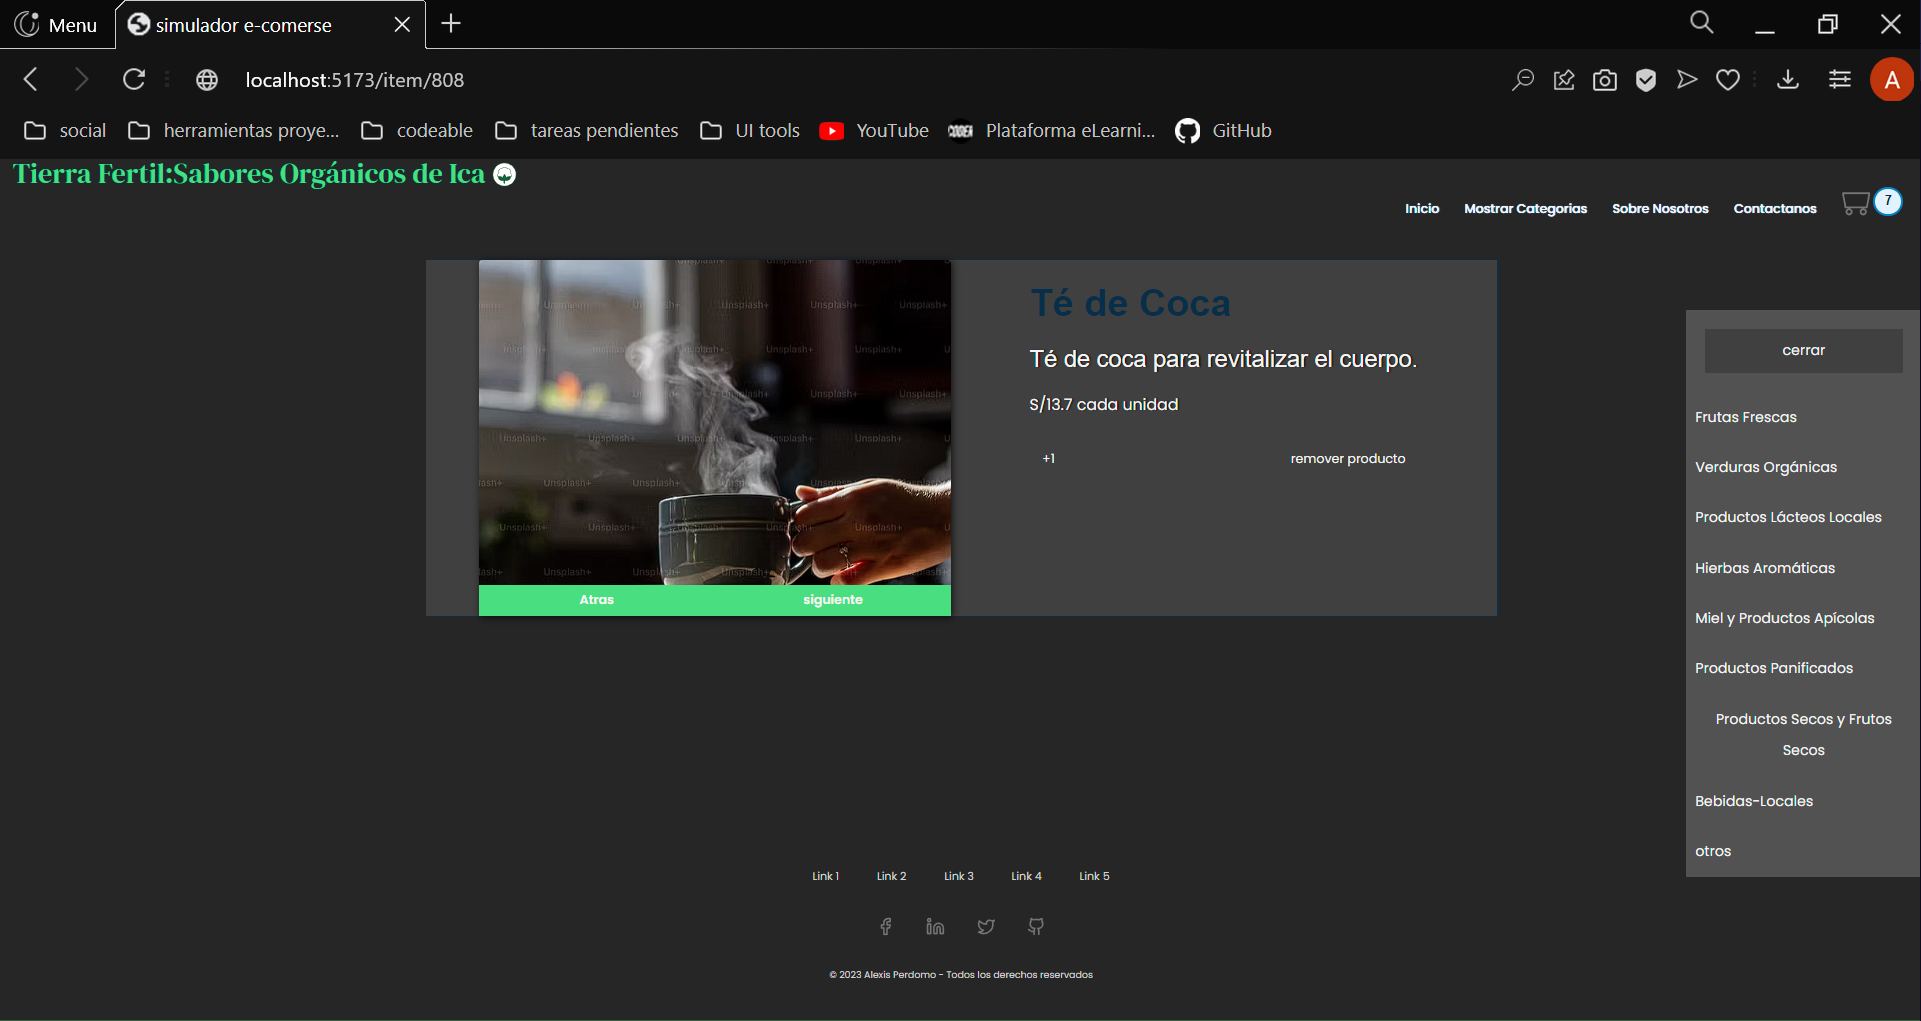 Menu
simulador e-comerse
localhost:5173/item/808
A
social
herramientas proye...
codeable
tareas pendientes
UI tools
YouTube
Plataforma eLearni...
GitHub
Tierra Fertil:Sabores Orgánicos de Ica
Inicio
Mostrar Categorias
Sobre Nosotros
Contactanos
7
Unsplash+
Té de Coca
Té de coca para revitalizar el cuerpo.
S/13.7 cada unidad
+1
remover producto
Atras
siguiente
cerrar
Frutas Frescas
Verduras Orgánicas
Productos Lácteos Locales
Hierbas Aromáticas
Miel y Productos Apícolas
Productos Panificados
Productos Secos y Frutos
Secos
Bebidas-Locales
otros
Link 1
Link 2
Link 3
Link 4
Link 5
© 2023 Alexis Perdomo - Todos los derechos reservados